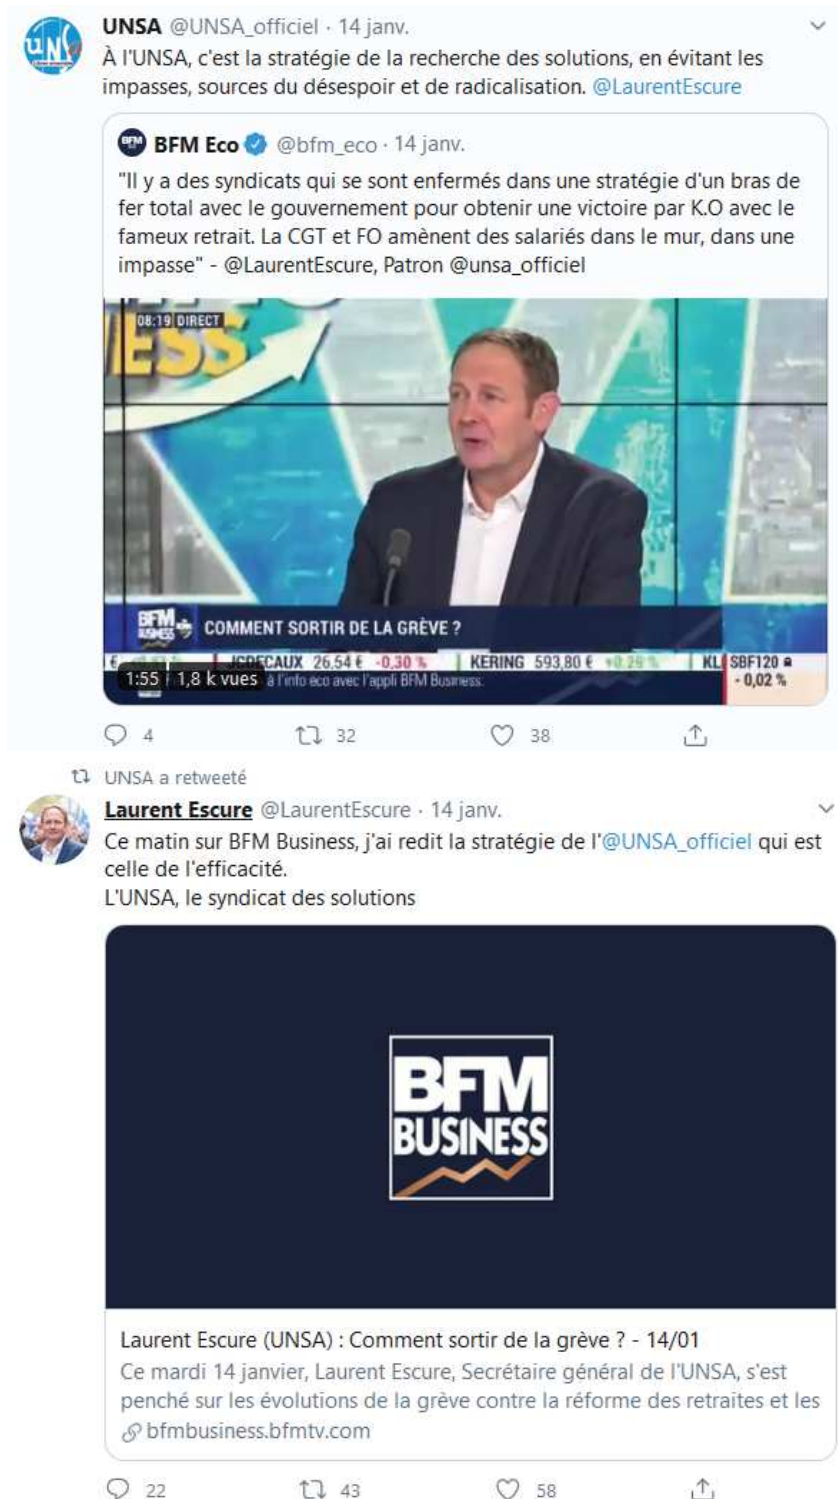 UNSA @UNSA_officiel · 14 janv.
À l'UNSA, c'est la stratégie de la recherche des solutions, en évitant les
impasses, sources du désespoir et de radicalisation. @LaurentEscure
BFM Eco @bfm_eco · 14 janv.
"Il y a des syndicats qui se sont enfermés dans une stratégie d'un bras de
fer total avec le gouvernement pour obtenir une victoire par K.O avec le
fameux retrait. La CGT et FO amènent des salariés dans le mur, dans une
impasse" - @LaurentEscure, Patron @unsa_officiel
08:19 DIRECT
ESS
BFM BUSINESS COMMENT SORTIR DE LA GRÈVE ?
JCDECAUX 26,54 € -0,30 % KERING 593,80 € +0,29 % KL SBF120
1:55 1,8 k vues à l'info eco avec l'appli BFM Business. - 0,02 %
4 32 38
UNSA a retweeté
Laurent Escure @LaurentEscure · 14 janv.
Ce matin sur BFM Business, j'ai redit la stratégie de l'@UNSA_officiel qui est
celle de l'efficacité.
L'UNSA, le syndicat des solutions
BFM
BUSINESS
Laurent Escure (UNSA) : Comment sortir de la grève ? - 14/01
Ce mardi 14 janvier, Laurent Escure, Secrétaire général de l'UNSA, s'est
penché sur les évolutions de la grève contre la réforme des retraites et les
bfmbusiness.bfmtv.com
22 43 58